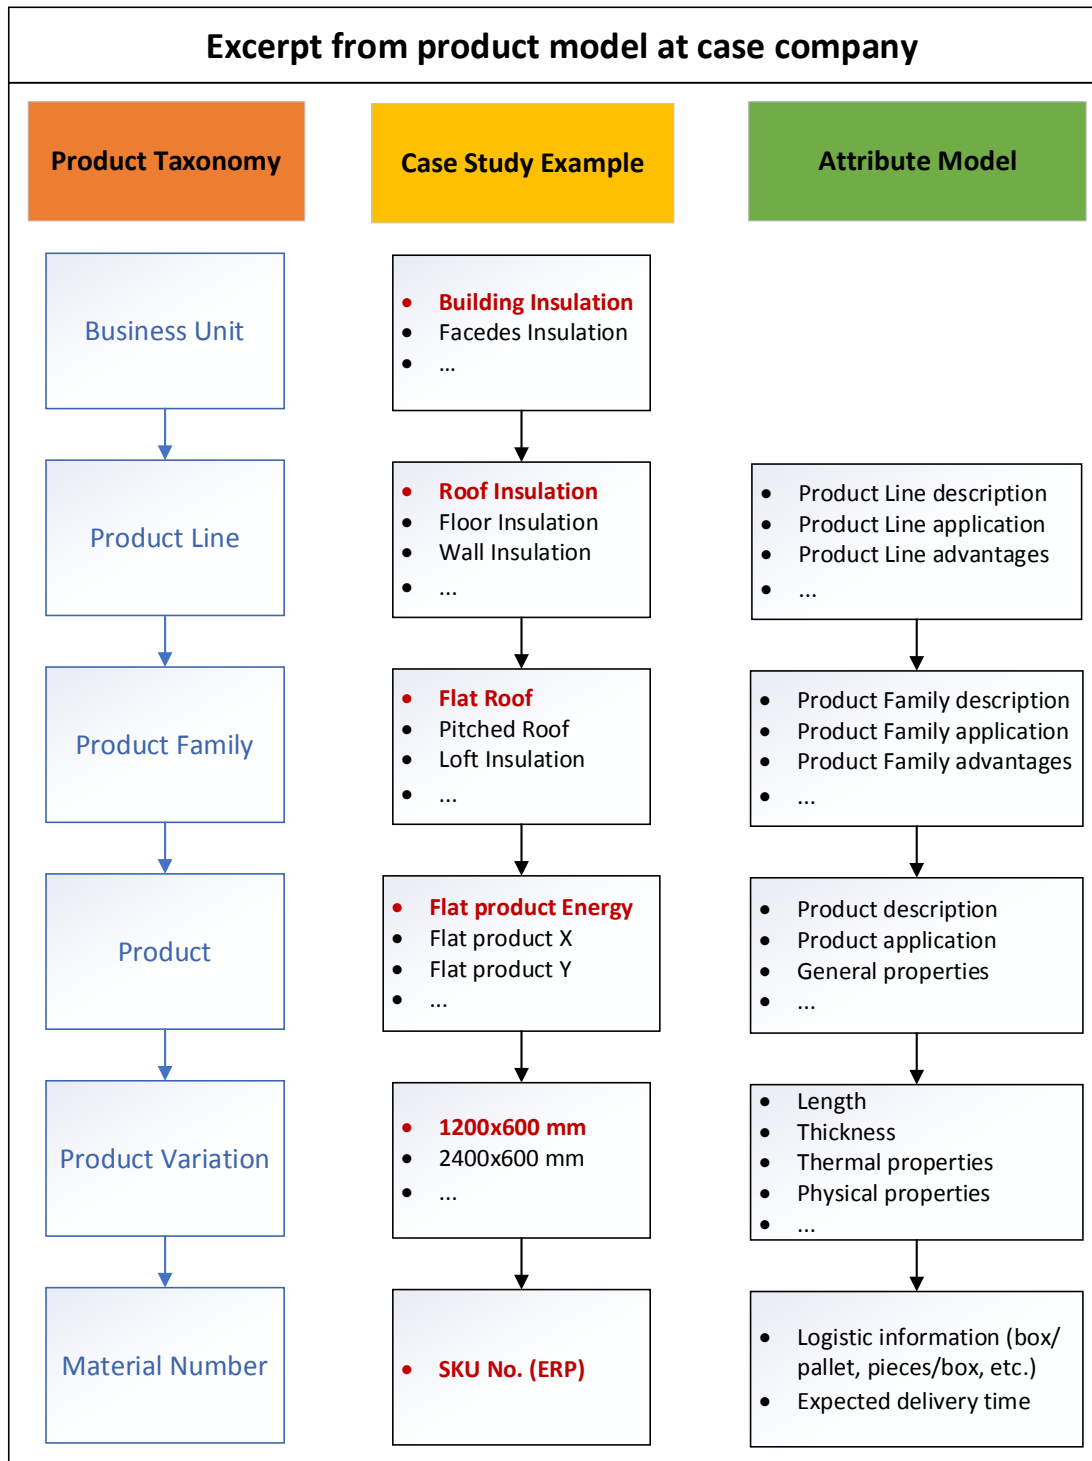 Excerpt from product model at case company
Product Taxonomy
Case Study Example
Attribute Model
Business Unit
• Building Insulation
• Facedes Insulation
• ...
Product Line
• Roof Insulation
• Floor Insulation
• Wall Insulation
• ...
• Product Line description
• Product Line application
• Product Line advantages
• ...
Product Family
• Flat Roof
• Pitched Roof
• Loft Insulation
• ...
• Product Family description
• Product Family application
• Product Family advantages
• ...
Product
• Flat product Energy
• Flat product X
• Flat product Y
• ...
• Product description
• Product application
• General properties
• ...
Product Variation
• 1200x600 mm
• 2400x600 mm
• ...
• Length
• Thickness
• Thermal properties
• Physical properties
• ...
Material Number
• SKU No. (ERP)
• Logistic information (box/
pallet, pieces/box, etc.)
• Expected delivery time